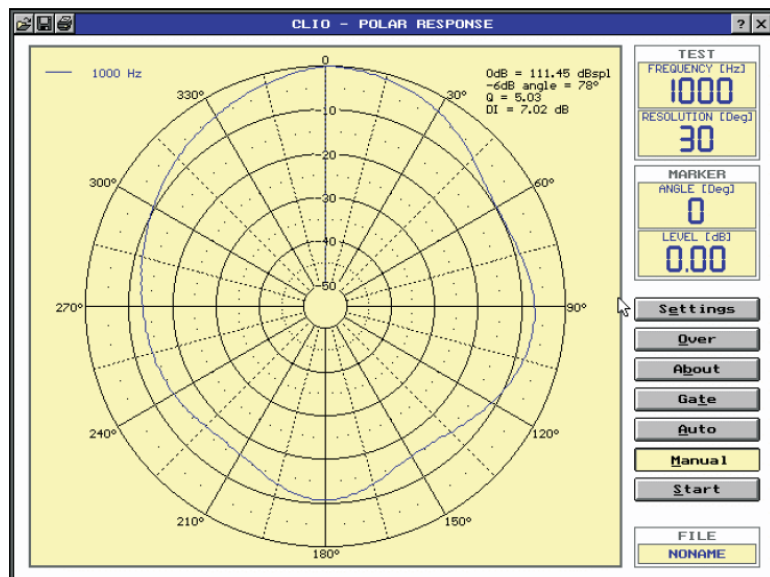 CLIO - POLAR RESPONSE
?
1000 Hz
0dB = 111.45 dBspl
-6dB angle = 78°
Q = 5.03
DI = 7.02 dB
0
30°
60°
90°
120°
150°
180°
210°
240°
270°
300°
330°
-10
-20
-30
-40
-50
TEST
FREQUENCY [Hz]
1000
RESOLUTION [Deg]
30
MARKER
ANGLE [Deg]
0
LEVEL [dB]
0.00
Settings
Over
About
Gate
Auto
Manual
Start
FILE
NONAME